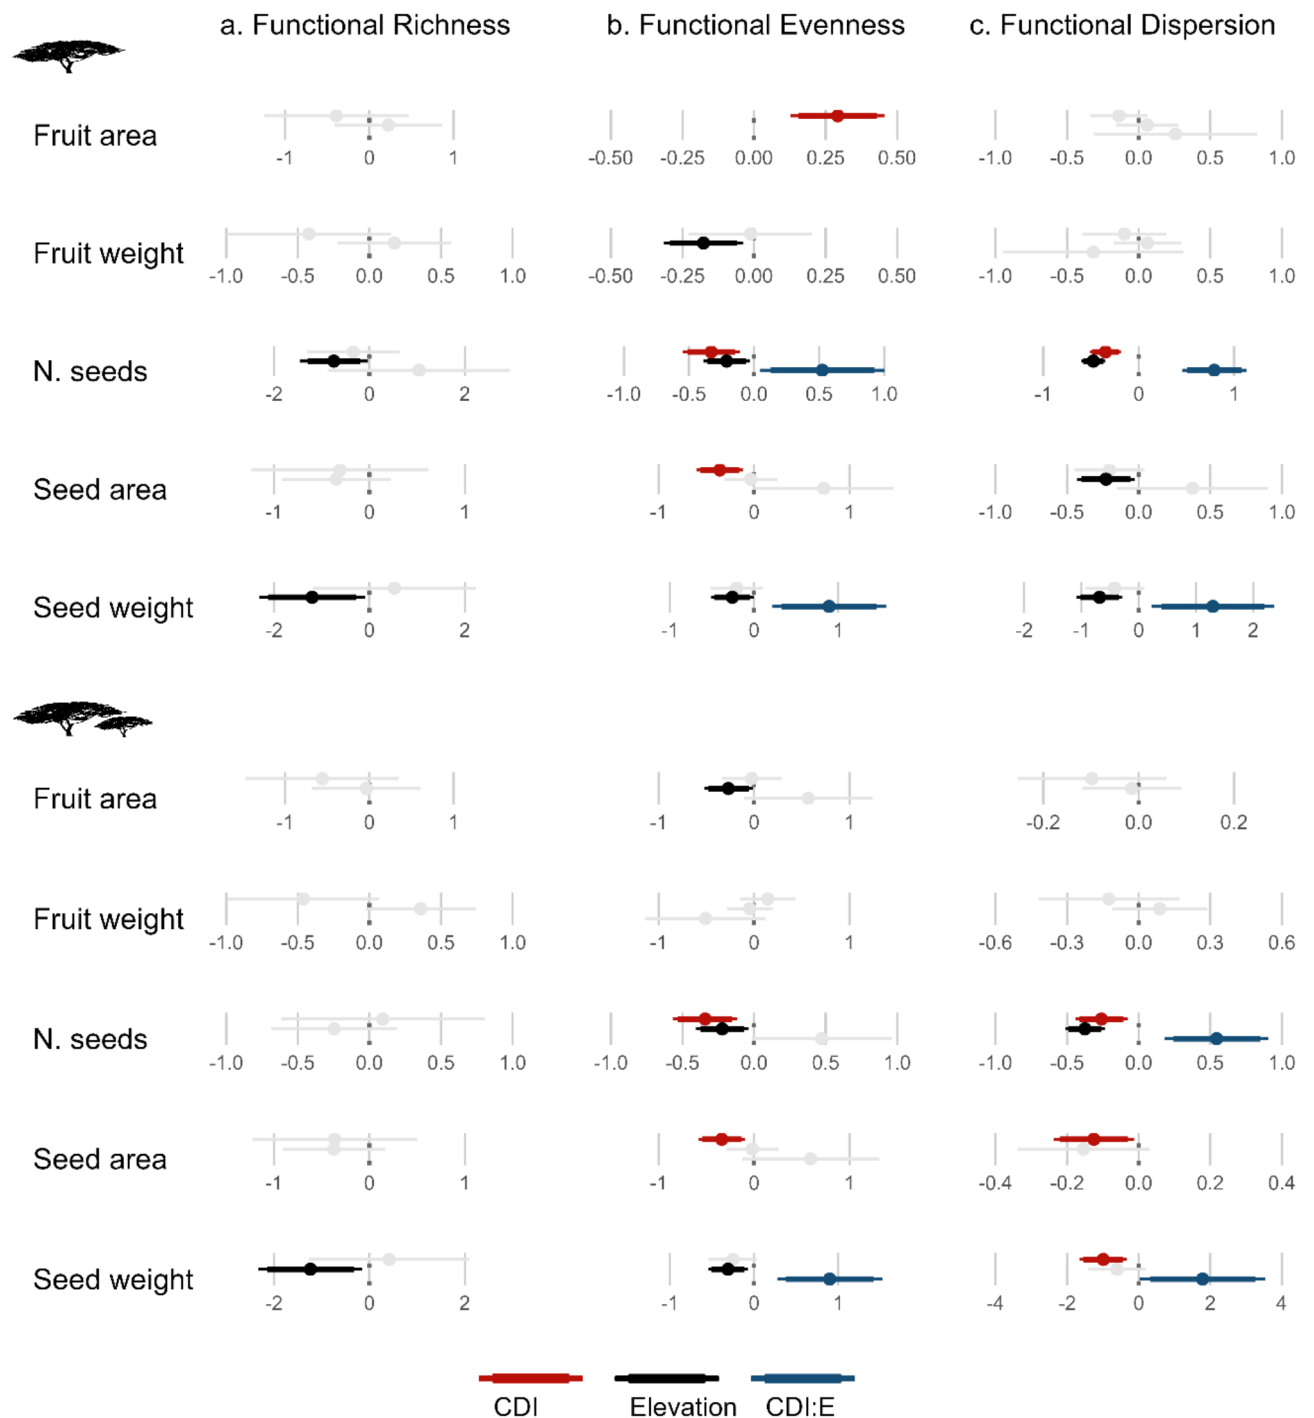 a. Functional Richness b. Functional Evenness c. Functional Dispersion
Fruit area
-1 0 1 -0.50 -0.25 0.00 0.25 0.50 -1.0 -0.5 0.0 0.5 1.0
Fruit weight
-1.0 -0.5 0.0 0.5 1.0 -0.50 -0.25 0.00 0.25 0.50 -1.0 -0.5 0.0 0.5 1.0
N. seeds
-2 0 2 -1.0 -0.5 0.0 0.5 1.0 -1 0 1
Seed area
-1 0 1 -1 0 1 -1.0 -0.5 0.0 0.5 1.0
Seed weight
-2 0 2 -1 0 1 -2 -1 0 1 2
Fruit area
-1 0 1 -1 0 1 -0.2 0.0 0.2
Fruit weight
-1.0 -0.5 0.0 0.5 1.0 -1 0 1 -0.6 -0.3 0.0 0.3 0.6
N. seeds
-1.0 -0.5 0.0 0.5 1.0 -1.0 -0.5 0.0 0.5 1.0 -1.0 -0.5 0.0 0.5 1.0
Seed area
-1 0 1 -1 0 1 -0.4 -0.2 0.0 0.2 0.4
Seed weight
-2 0 2 -1 0 1 -4 -2 0 2 4
CDI Elevation CDI:E